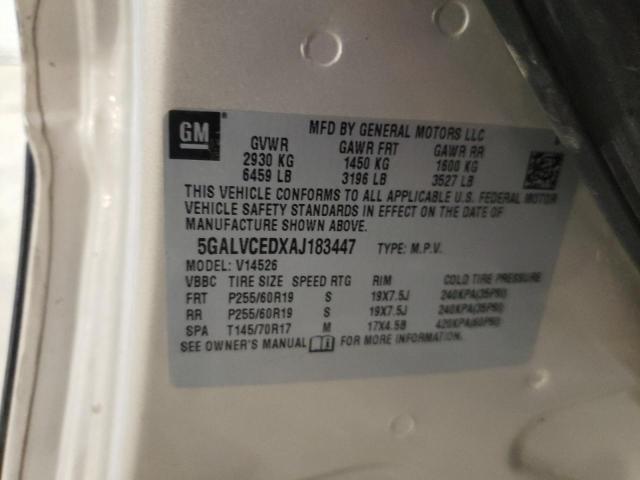 GM
MFD BY GENERAL MOTORS LLC
GVWR GAWR FRT GAWR RR
2930 KG 1450 KG 1600 KG
6459 LB 3196 LB 3527 LB
THIS VEHICLE CONFORMS TO ALL APPLICABLE U.S. FEDERAL MOTOR
VEHICLE SAFETY STANDARDS IN EFFECT ON THE DATE OF
MANUFACTURE SHOWN ABOVE.
5GALVCEDXAJ183447 TYPE: M.P.V.
MODEL: V14526
VBBC TIRE SIZE SPEED RTG RIM COLD TIRE PRESSURE
FRT P255/60R19 S 19X7.5J 240KPA(35PSI)
RR P255/60R19 S 19X7.5J 240KPA(35PSI)
SPA T145/70R17 M 17X4.5B 420KPA(60PSI)
SEE OWNER'S MANUAL FOR MORE INFORMATION.